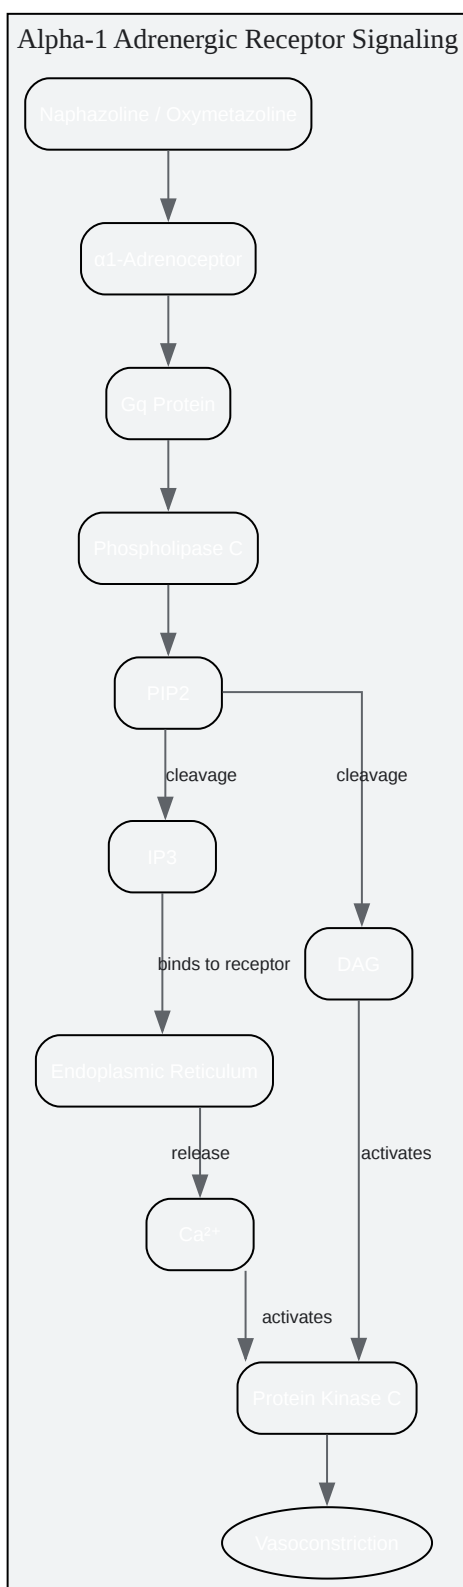 Alpha-1 Adrenergic Receptor Signaling
Naphazoline / Oxymetazoline
α1-Adrenoceptor
Gq Protein
Phospholipase C
PIP2
cleavage
cleavage
IP3
DAG
binds to receptor
Endoplasmic Reticulum
release
activates
Ca²⁺
activates
Protein Kinase C
Vasoconstriction